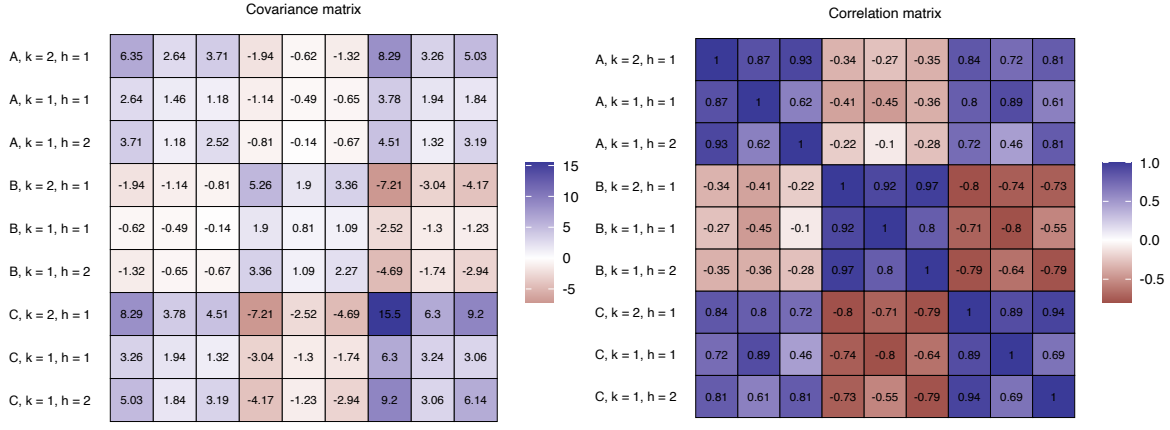 Covariance matrix
A, k = 2, h = 1 6.35 2.64 3.71 -1.94 -0.62 -1.32 8.29 3.26 5.03
A, k = 1, h = 1 2.64 1.46 1.18 -1.14 -0.49 -0.65 3.78 1.94 1.84
A, k = 1, h = 2 3.71 1.18 2.52 -0.81 -0.14 -0.67 4.51 1.32 3.19
B, k = 2, h = 1 -1.94 -1.14 -0.81 5.26 1.9 3.36 -7.21 -3.04 -4.17
B, k = 1, h = 1 -0.62 -0.49 -0.14 1.9 0.81 1.09 -2.52 -1.3 -1.23
B, k = 1, h = 2 -1.32 -0.65 -0.67 3.36 1.09 2.27 -4.69 -1.74 -2.94
C, k = 2, h = 1 8.29 3.78 4.51 -7.21 -2.52 -4.69 15.5 6.3 9.2
C, k = 1, h = 1 3.26 1.94 1.32 -3.04 -1.3 -1.74 6.3 3.24 3.06
C, k = 1, h = 2 5.03 1.84 3.19 -4.17 -1.23 -2.94 9.2 3.06 6.14
15
10
5
0
-5
Correlation matrix
A, k = 2, h = 1 1 0.87 0.93 -0.34 -0.27 -0.35 0.84 0.72 0.81
A, k = 1, h = 1 0.87 1 0.62 -0.41 -0.45 -0.36 0.8 0.89 0.61
A, k = 1, h = 2 0.93 0.62 1 -0.22 -0.1 -0.28 0.72 0.46 0.81
B, k = 2, h = 1 -0.34 -0.41 -0.22 1 0.92 0.97 -0.8 -0.74 -0.73
B, k = 1, h = 1 -0.27 -0.45 -0.1 0.92 1 0.8 -0.71 -0.8 -0.55
B, k = 1, h = 2 -0.35 -0.36 -0.28 0.97 0.8 1 -0.79 -0.64 -0.79
C, k = 2, h = 1 0.84 0.8 0.72 -0.8 -0.71 -0.79 1 0.89 0.94
C, k = 1, h = 1 0.72 0.89 0.46 -0.74 -0.8 -0.64 0.89 1 0.69
C, k = 1, h = 2 0.81 0.61 0.81 -0.73 -0.55 -0.79 0.94 0.69 1
1.0
0.5
0.0
-0.5